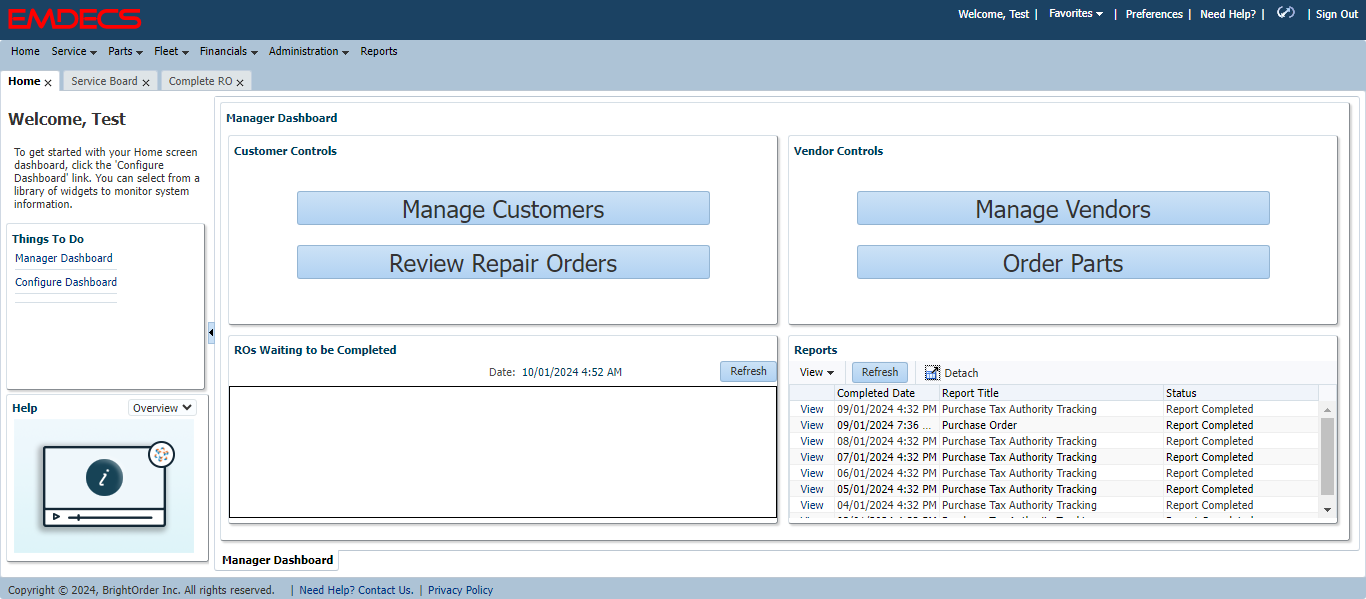 EMDECS
Welcome, Test | Favorites | Preferences | Need Help? | | Sign Out
Home Service Parts Fleet Financials Administration Reports
Home Service Board Complete RO
Welcome, Test
To get started with your Home screen
dashboard, click the 'Configure
Dashboard' link. You can select from a
library of widgets to monitor system
information.
Things To Do
Manager Dashboard
Configure Dashboard
Help Overview
i
Manager Dashboard
Customer Controls
Manage Customers
Review Repair Orders
Vendor Controls
Manage Vendors
Order Parts
ROs Waiting to be Completed
Date: 10/01/2024 4:52 AM Refresh
Reports
View Refresh Detach
Completed Date Report Title Status
View 09/01/2024 4:32 PM Purchase Tax Authority Tracking Report Completed
View 09/01/2024 7:36 ... Purchase Order Report Completed
View 08/01/2024 4:32 PM Purchase Tax Authority Tracking Report Completed
View 07/01/2024 4:32 PM Purchase Tax Authority Tracking Report Completed
View 06/01/2024 4:32 PM Purchase Tax Authority Tracking Report Completed
View 05/01/2024 4:32 PM Purchase Tax Authority Tracking Report Completed
View 04/01/2024 4:32 PM Purchase Tax Authority Tracking Report Completed
Manager Dashboard
Copyright © 2024, BrightOrder Inc. All rights reserved. | Need Help? Contact Us. | Privacy Policy